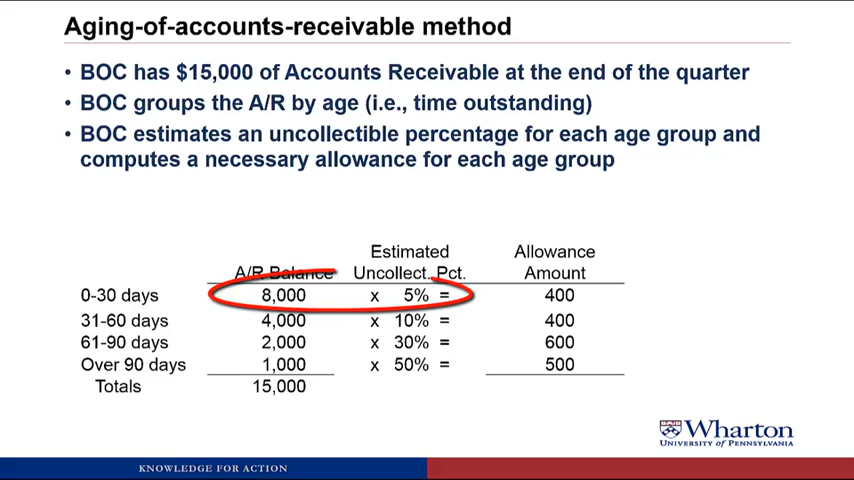 Aging-of-accounts-receivable method
• BOC has $15,000 of Accounts Receivable at the end of the quarter
• BOC groups the A/R by age (i.e., time outstanding)
• BOC estimates an uncollectible percentage for each age group and
computes a necessary allowance for each age group
Estimated Allowance
A/R Balance Uncollect. Pct. Amount
0-30 days 8,000 x 5% = 400
31-60 days 4,000 x 10% = 400
61-90 days 2,000 x 30% = 600
Over 90 days 1,000 x 50% = 500
Totals 15,000
Wharton
UNIVERSITY of PENNSYLVANIA
KNOWLEDGE FOR ACTION